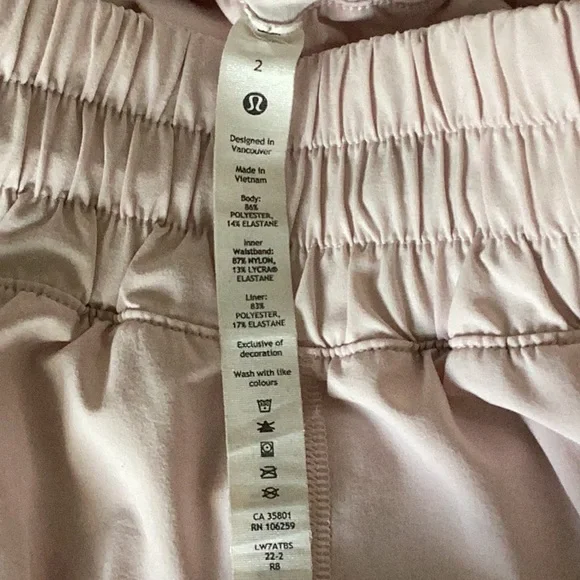 2
Designed in
Vancouver
Made in
Vietnam
Body:
86%
POLYESTER,
14% ELASTANE
Inner
Waistband:
87% NYLON,
13% LYCRA®
ELASTANE
Liner:
83%
POLYESTER,
17% ELASTANE
Exclusive of
decoration
Wash with like
colours
CA 35801
RN 106259
LW7ATBS
22-2
RB